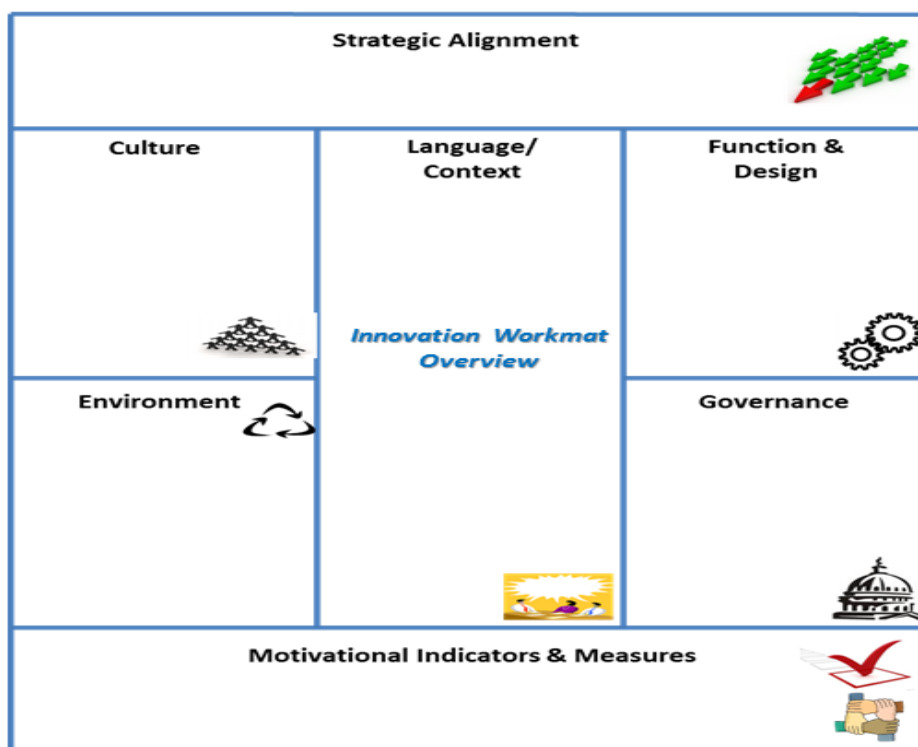 Strategic Alignment
Culture
Language/
Context
Function &
Design
Innovation Workmat
Overview
Environment
Governance
Motivational Indicators & Measures